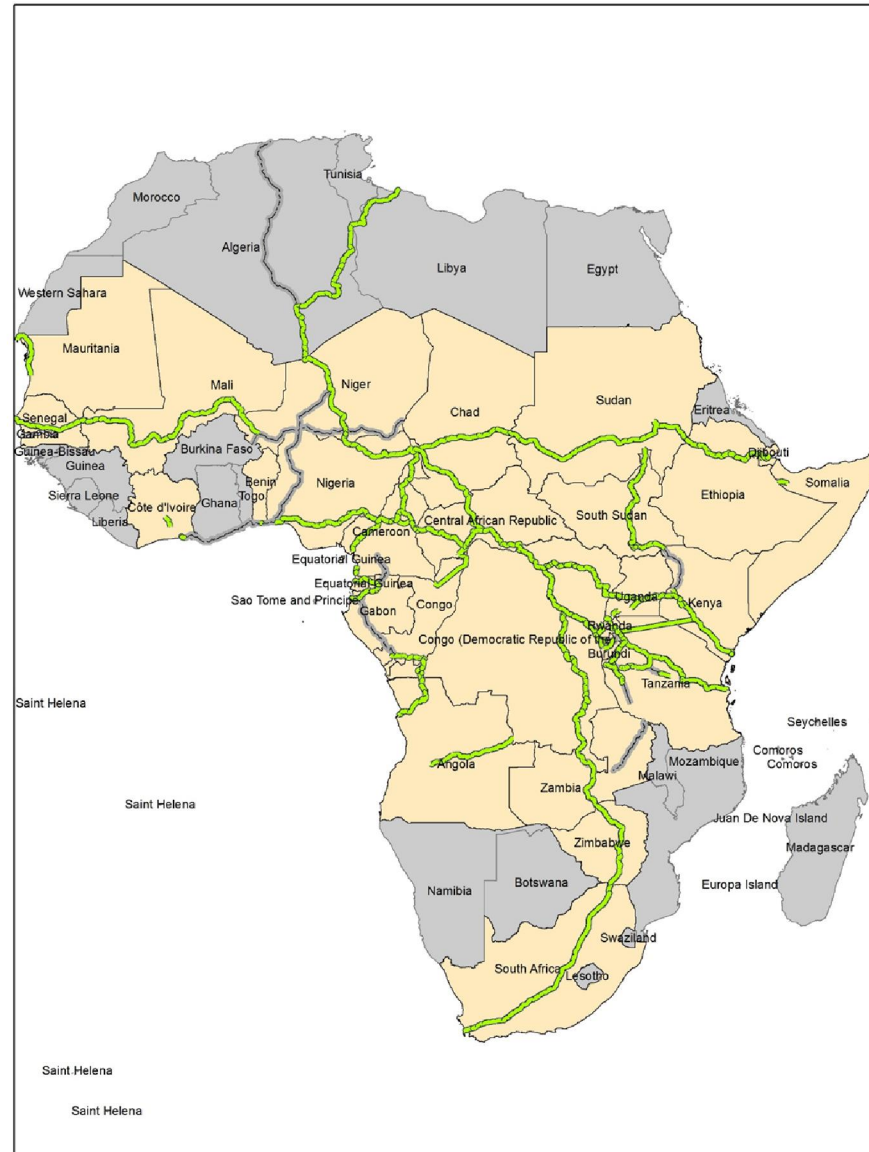 Tunisia
Morocco
Algeria
Libya
Egypt
Western Sahara
Mauritania
Mali
Niger
Chad
Sudan
Eritrea
Senegal
Gambia
Guinea-Bissau
Guinea
Burkina Faso
Djibouti
Benin
Togo
Nigeria
Ethiopia
Somalia
Sierra Leone
Liberia
Côte d'Ivoire
Ghana
South Sudan
Central African Republic
Cameroon
Equatorial Guinea
Equatorial Guinea
Sao Tome and Principe
Gabon
Congo
Uganda
Kenya
Rwanda
Congo (Democratic Republic of the)
Burundi
Tanzania
Saint Helena
Seychelles
Comoros
Comoros
Angola
Zambia
Malawi
Mozambique
Saint Helena
Juan De Nova Island
Zimbabwe
Madagascar
Namibia
Botswana
Europa Island
Swaziland
South Africa
Lesotho
Saint Helena
Saint Helena